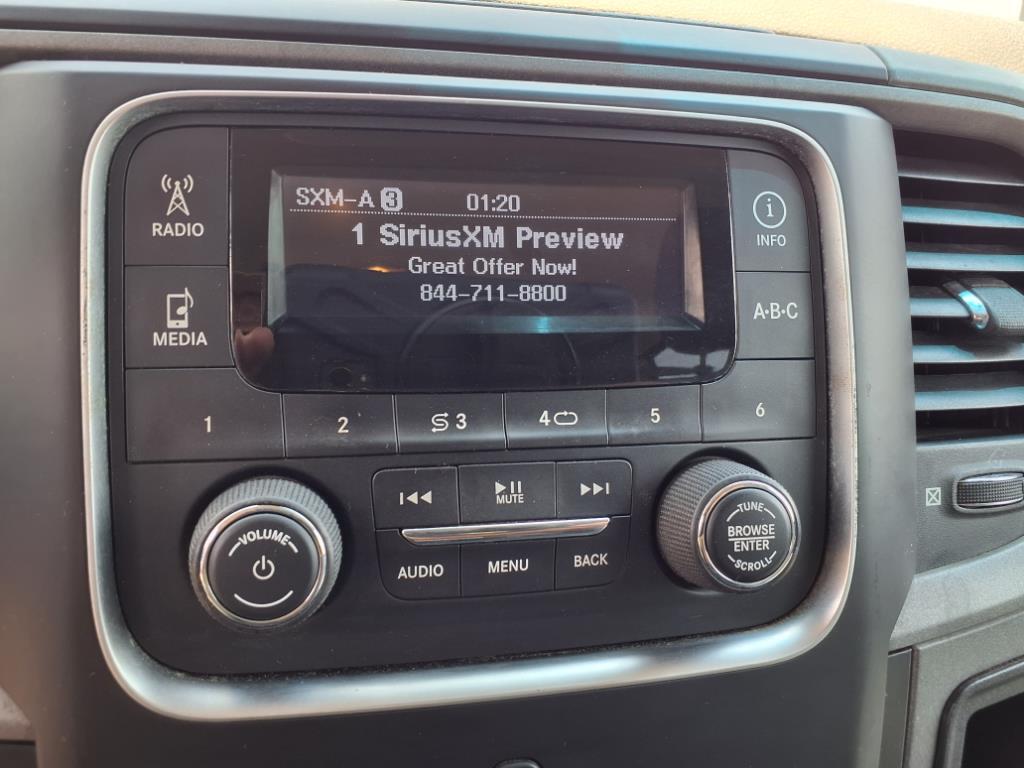 SXM-A 3 01:20
1 SiriusXM Preview
Great Offer Now!
844-711-8800
RADIO
MEDIA
i
INFO
A·B·C
1 2 3 4 5 6
MUTE
AUDIO MENU BACK
VOLUME
TUNE
BROWSE
ENTER
SCROLL